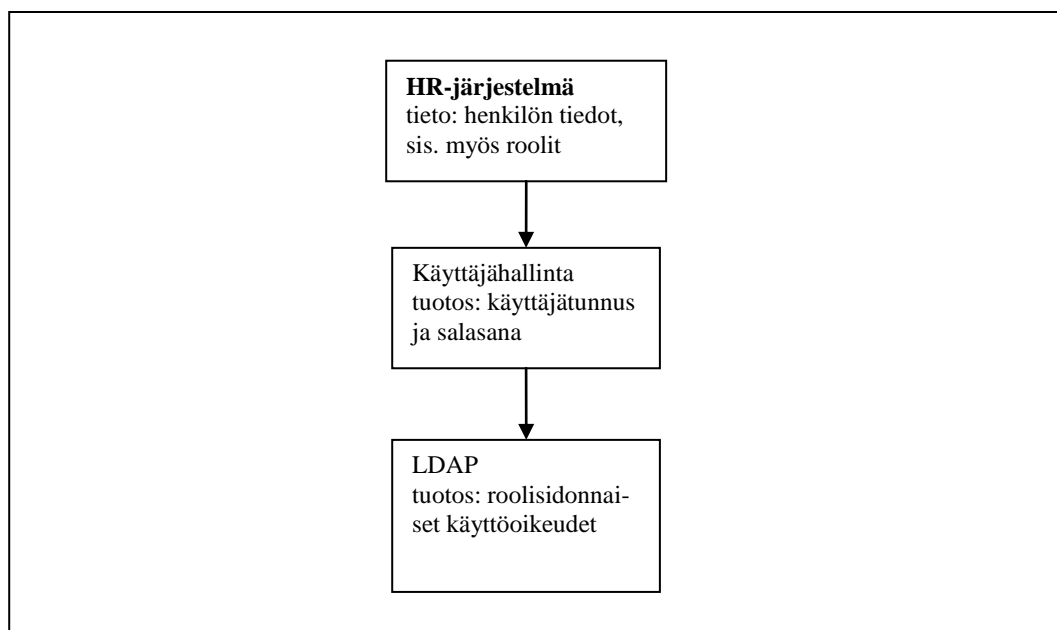 HR-järjestelmä
tieto: henkilön tiedot,
sis. myös roolit
Käyttäjähallinta
tuotos: käyttäjätunnus
ja salasana
LDAP
tuotos: roolisidonnai-
set käyttöoikeudet